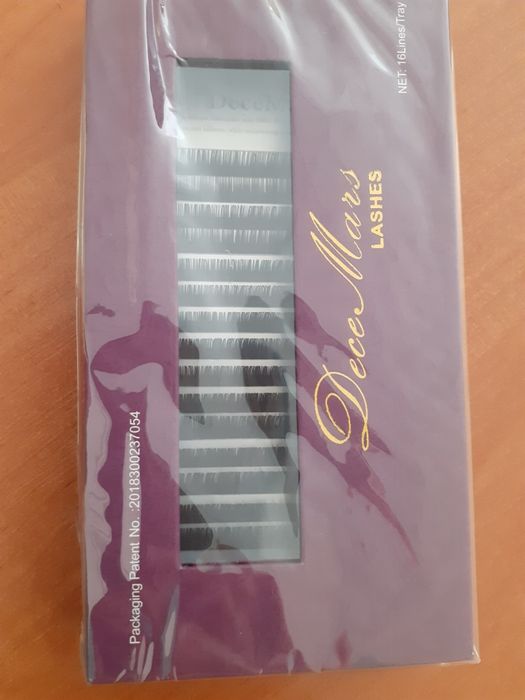 NET: 16Lines/Tray
DeceMars
LASHES
Packaging Patent No. :2018300237054